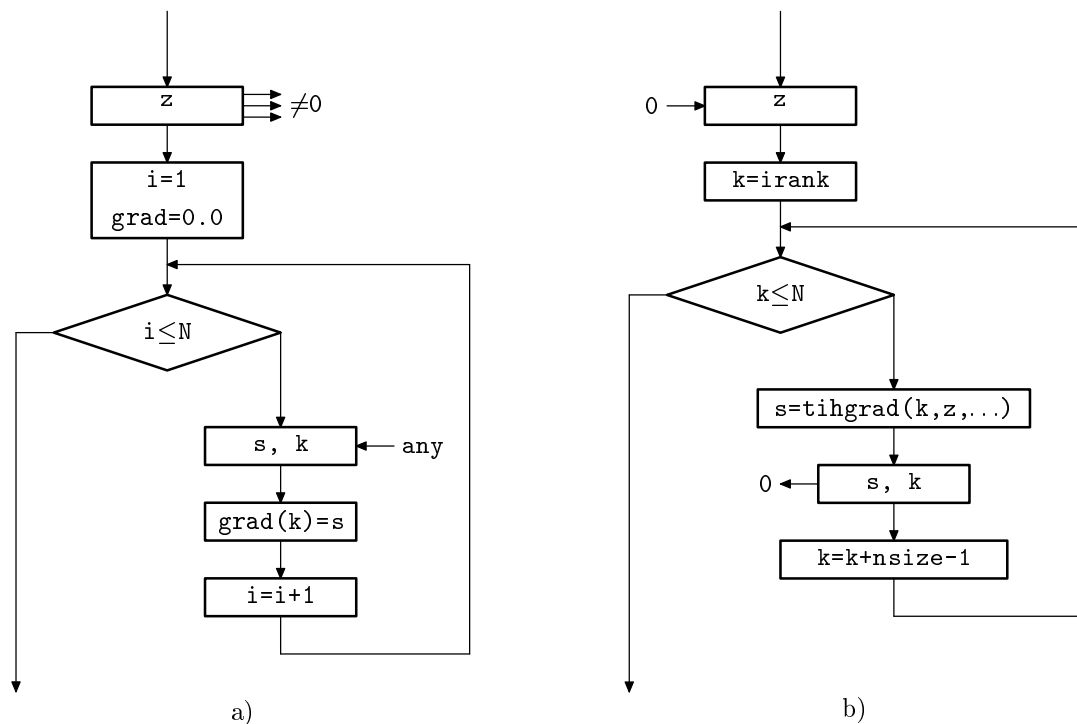 z
≠0
i=1
grad=0.0
i≤N
s, k
any
grad(k)=s
i=i+1
a)
0
z
k=irank
k≤N
s=tihgrad(k,z,...)
0
s, k
k=k+nsize-1
b)